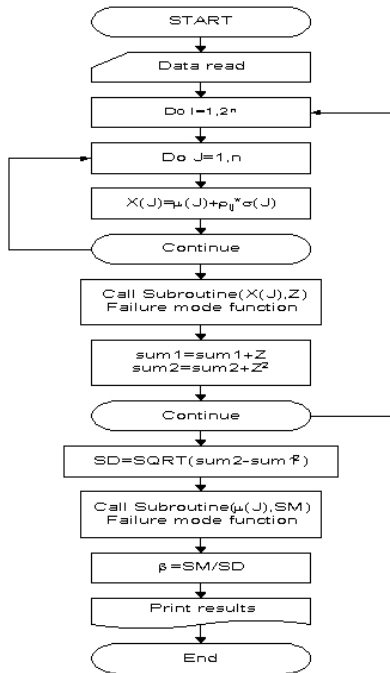 START
Data read
Do I=1,2ⁿ
Do J=1,n
X(J)=μ(J)+ρᵢⱼ*σ(J)
Continue
Call Subroutine(X(J),Z)
Failure mode function
sum1=sum1+Z
sum2=sum2+Z²
Continue
SD=SQRT(sum2-sum1²)
Call Subroutine(μ(J),SM)
Failure mode function
β=SM/SD
Print results
End